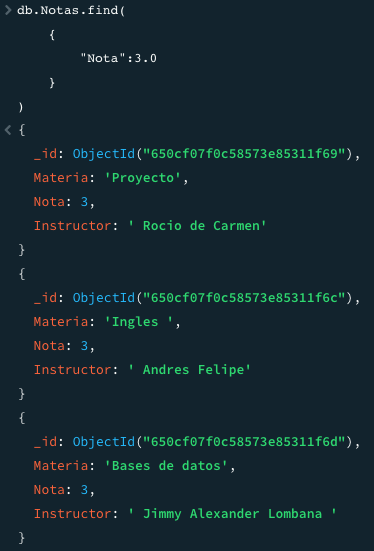 > db.Notas.find(
{
"Nota":3.0
}
)
< {
_id: ObjectId("650cf07f0c58573e85311f69"),
Materia: 'Proyecto',
Nota: 3,
Instructor: ' Rocio de Carmen'
}
{
_id: ObjectId("650cf07f0c58573e85311f6c"),
Materia: 'Ingles ',
Nota: 3,
Instructor: ' Andres Felipe'
}
{
_id: ObjectId("650cf07f0c58573e85311f6d"),
Materia: 'Bases de datos',
Nota: 3,
Instructor: ' Jimmy Alexander Lombana '
}